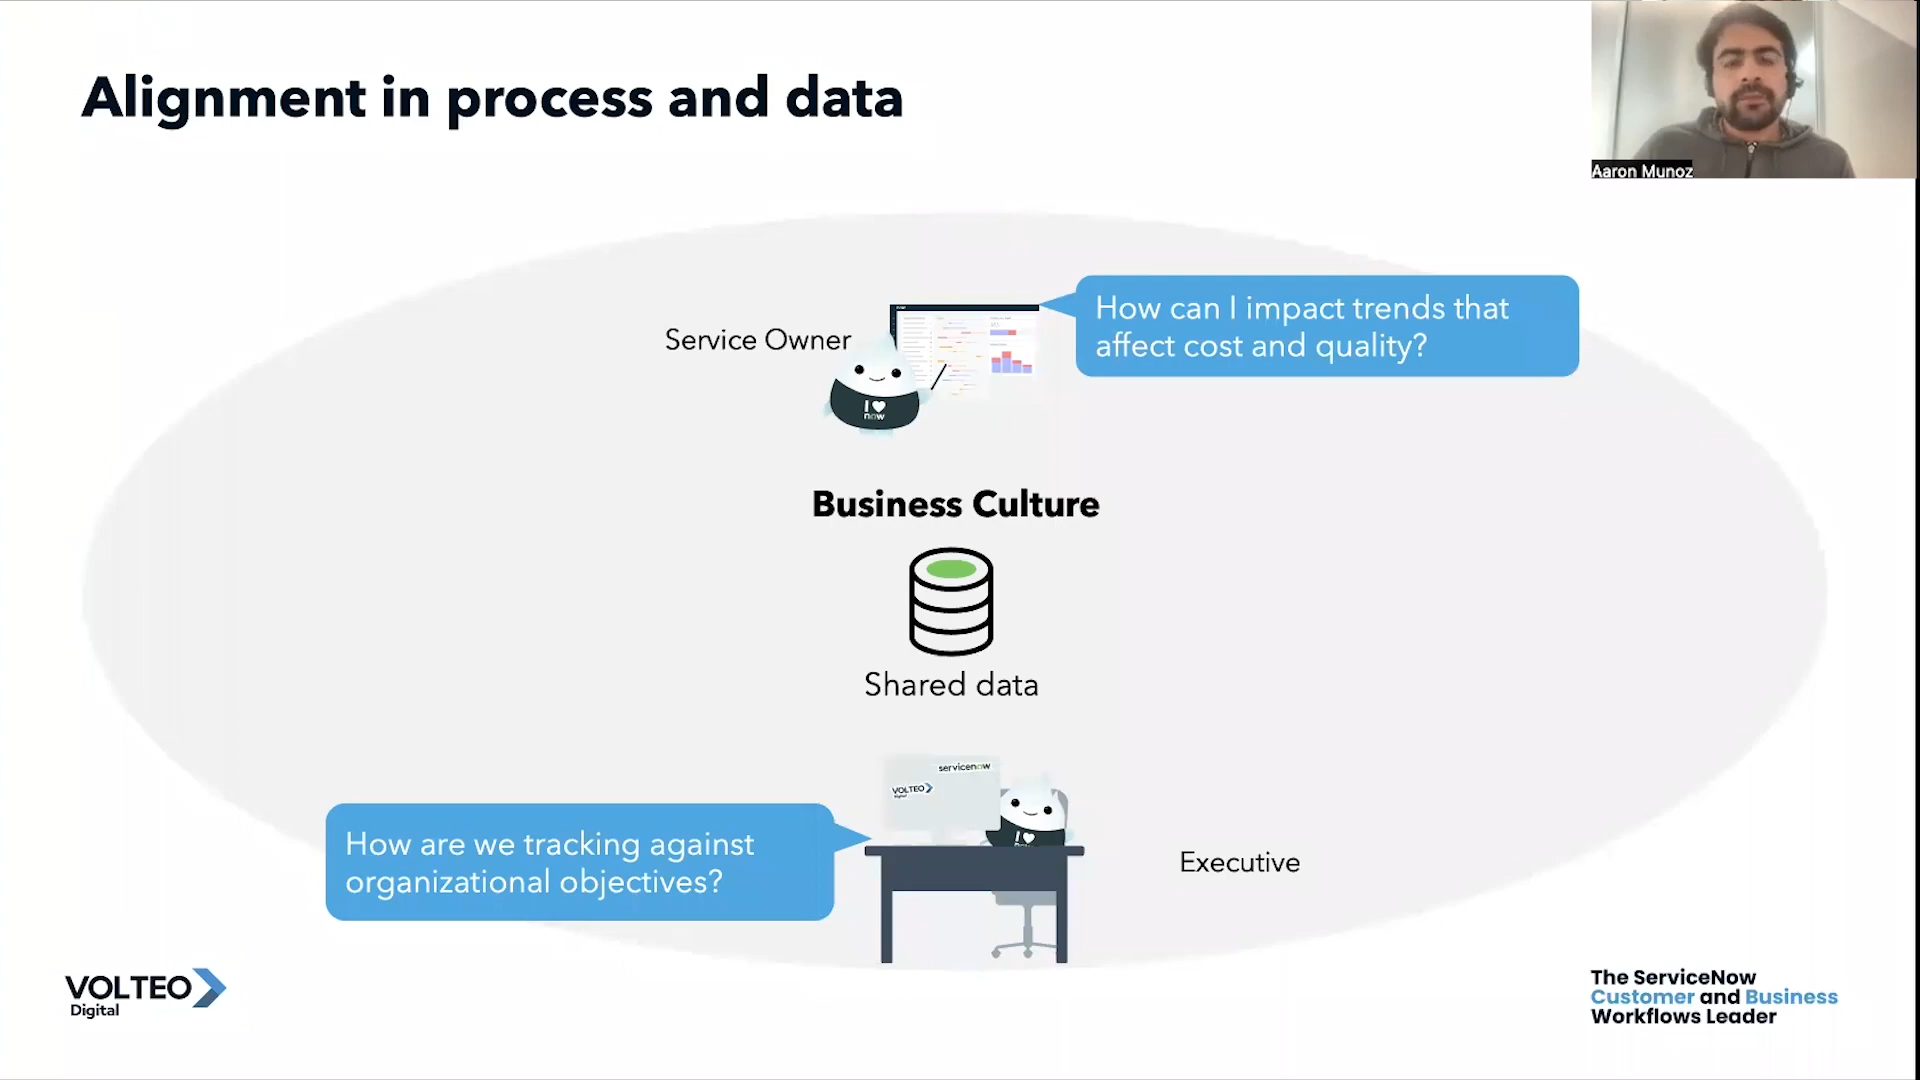 Alignment in process and data
Aaron Munoz
Service Owner
How can I impact trends that
affect cost and quality?
I
now
Business Culture
Shared data
servicenow
VOLTEO
Digital
I
How are we tracking against
organizational objectives?
Executive
VOLTEO
Digital
The ServiceNow
Customer and Business
Workflows Leader